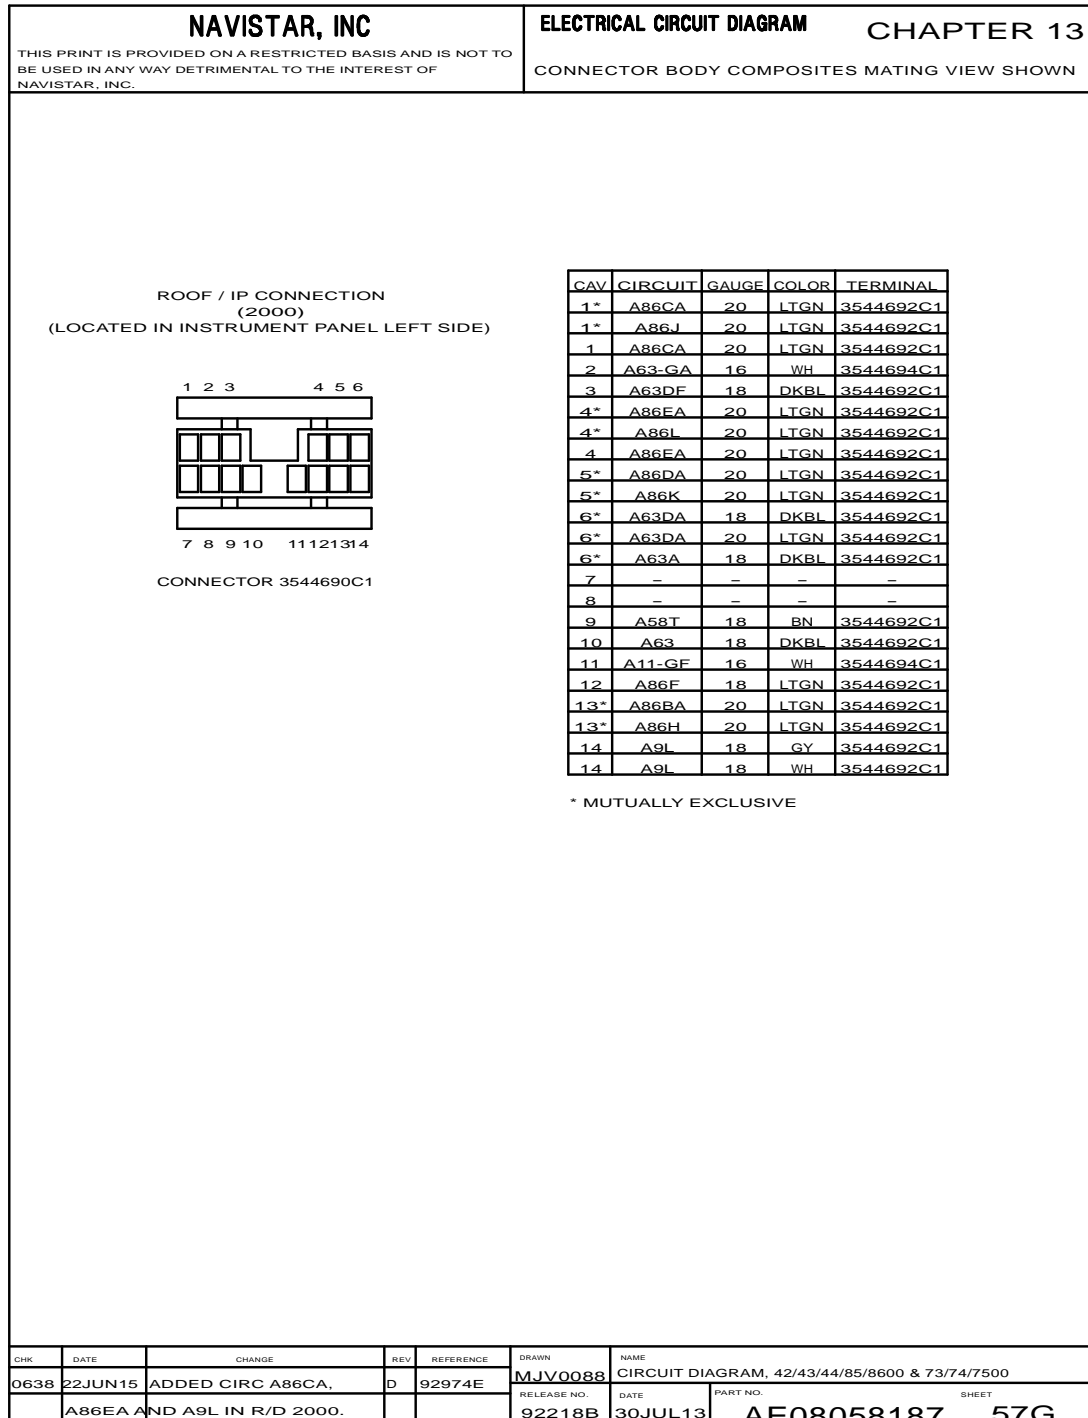 NAVISTAR, INC
THIS PRINT IS PROVIDED ON A RESTRICTED BASIS AND IS NOT TO
BE USED IN ANY WAY DETRIMENTAL TO THE INTEREST OF
NAVISTAR, INC.
ELECTRICAL CIRCUIT DIAGRAM CHAPTER 13
CONNECTOR BODY COMPOSITES MATING VIEW SHOWN
ROOF / IP CONNECTION
(2000)
(LOCATED IN INSTRUMENT PANEL LEFT SIDE)
1 2 3 4 5 6
7 8 9 10 11 12 13 14
CONNECTOR 3544690C1
CAV CIRCUIT GAUGE COLOR TERMINAL
1* A86CA 20 LTGN 3544692C1
1* A86J 20 LTGN 3544692C1
1 A86CA 20 LTGN 3544692C1
2 A63-GA 16 WH 3544694C1
3 A63DF 18 DKBL 3544692C1
4* A86EA 20 LTGN 3544692C1
4* A86L 20 LTGN 3544692C1
4 A86EA 20 LTGN 3544692C1
5* A86DA 20 LTGN 3544692C1
5* A86K 20 LTGN 3544692C1
6* A63DA 18 DKBL 3544692C1
6* A63DA 20 LTGN 3544692C1
6* A63A 18 DKBL 3544692C1
7 – – – –
8 – – – –
9 A58T 18 BN 3544692C1
10 A63 18 DKBL 3544692C1
11 A11-GF 16 WH 3544694C1
12 A86F 18 LTGN 3544692C1
13* A86BA 20 LTGN 3544692C1
13* A86H 20 LTGN 3544692C1
14 A9L 18 GY 3544692C1
14 A9L 18 WH 3544692C1
* MUTUALLY EXCLUSIVE
CHK DATE CHANGE REV REFERENCE
0638 22JUN15 ADDED CIRC A86CA, D 92974E
A86EA AND A9L IN R/D 2000.
DRAWN
MJV0088
NAME
CIRCUIT DIAGRAM, 42/43/44/85/8600 & 73/74/7500
RELEASE NO. DATE PART NO. SHEET
92218B 30JUL13 AE08058187 57G